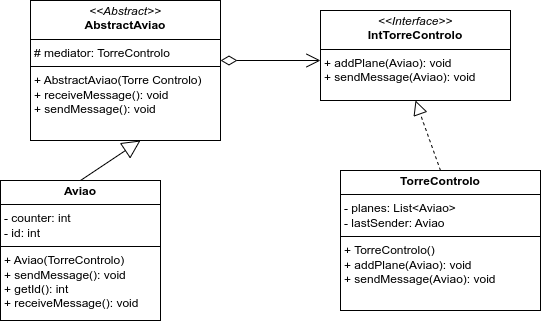 <<Abstract>>
AbstractAviao
# mediator: TorreControlo
+ AbstractAviao(Torre Controlo)
+ receiveMessage(): void
+ sendMessage(): void
<<Interface>>
IntTorreControlo
+ addPlane(Aviao): void
+ sendMessage(Aviao): void
Aviao
- counter: int
- id: int
+ Aviao(TorreControlo)
+ sendMessage(): void
+ getId(): int
+ receiveMessage(): void
TorreControlo
- planes: List<Aviao>
- lastSender: Aviao
+ TorreControlo()
+ addPlane(Aviao): void
+ sendMessage(Aviao): void